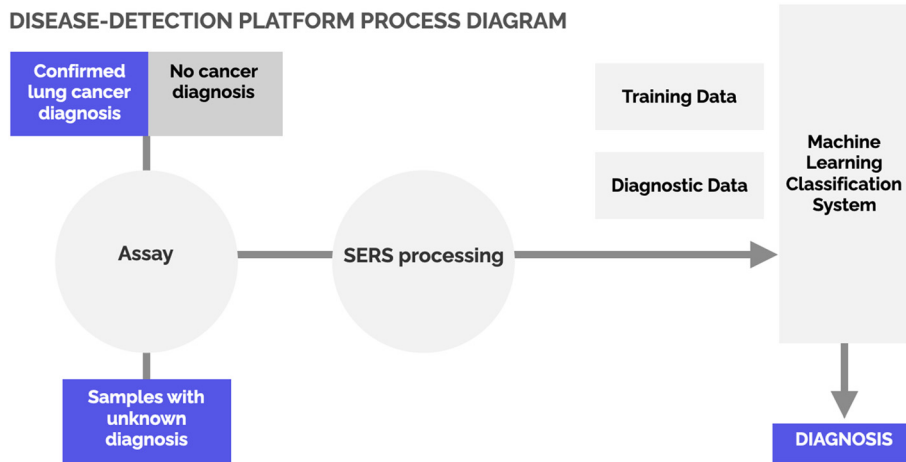 DISEASE-DETECTION PLATFORM PROCESS DIAGRAM
Confirmed
lung cancer
diagnosis
No cancer
diagnosis
Training Data
Diagnostic Data
Machine
Learning
Classification
System
Assay
SERS processing
Samples with
unknown
diagnosis
DIAGNOSIS